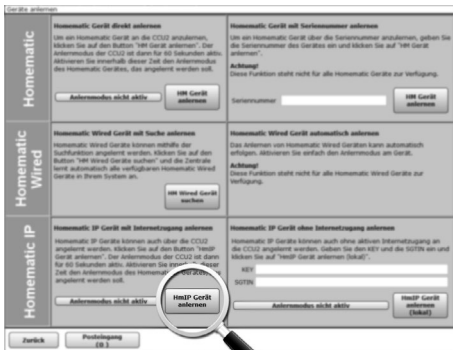 Geräte anlernen
Homematic
Homematic Gerät direkt anlernen
Um ein Homematic Gerät an die CCU2 anzulernen,
klicken Sie auf den Button "HM Gerät anlernen". Der
Anlernmodus der CCU2 ist dann für 60 Sekunden aktiv.
Aktivieren Sie innerhalb dieser Zeit den Anlernmodus
des Homematic Gerätes, das angelernt werden soll.
Anlernmodus nicht aktiv
HM Gerät
anlernen
Homematic Gerät mit Seriennummer anlernen
Um ein Homematic Gerät über die Seriennummer anzulernen, geben Sie
die Seriennummer des Gerätes ein und klicken Sie auf "HM Gerät
anlernen".
Achtung!
Diese Funktion steht nicht für alle Homematic Geräte zur Verfügung.
Seriennummer
HM Gerät
anlernen
Homematic
Wired
Homematic Wired Gerät mit Suche anlernen
Homematic Wired Geräte können mithilfe der
Suchfunktion angelernt werden. Klicken Sie auf den
Button "HM Wired Geräte suchen" und die Zentrale
lernt automatisch alle verfügbaren Homematic Wired
Geräte in Ihrem System an.
HM Wired Gerät
suchen
Homematic Wired Gerät automatisch anlernen
Das Anlernen von Homematic Wired Geräten kann automatisch
erfolgen. Aktivieren Sie einfach den Anlernmodus am Gerät.
Achtung!
Diese Funktion steht nicht für alle Homematic Wired Geräte zur
Verfügung.
Homematic IP
Homematic IP Gerät mit Internetzugang anlernen
Homematic IP Geräte können auch über die CCU2
angelernt werden. Klicken Sie auf den Button "HmIP
Gerät anlernen". Der Anlernmodus der CCU2 ist dann
für 60 Sekunden aktiv. Aktivieren Sie innerhalb dieser
Zeit den Anlernmodus des Homematic Gerätes, das
angelernt werden soll.
Anlernmodus nicht aktiv
HmIP Gerät
anlernen
Homematic IP Gerät ohne Internetzugang anlernen
Homematic IP Geräte können auch ohne aktiven Internetzugang an
die CCU2 angelernt werden. Geben Sie den KEY und die SGTIN ein und
klicken Sie auf "HmIP Gerät anlernen (lokal)".
KEY
SGTIN
Anlernmodus nicht aktiv
HmIP Gerät
anlernen
(lokal)
Zurück
Posteingang
(0 )